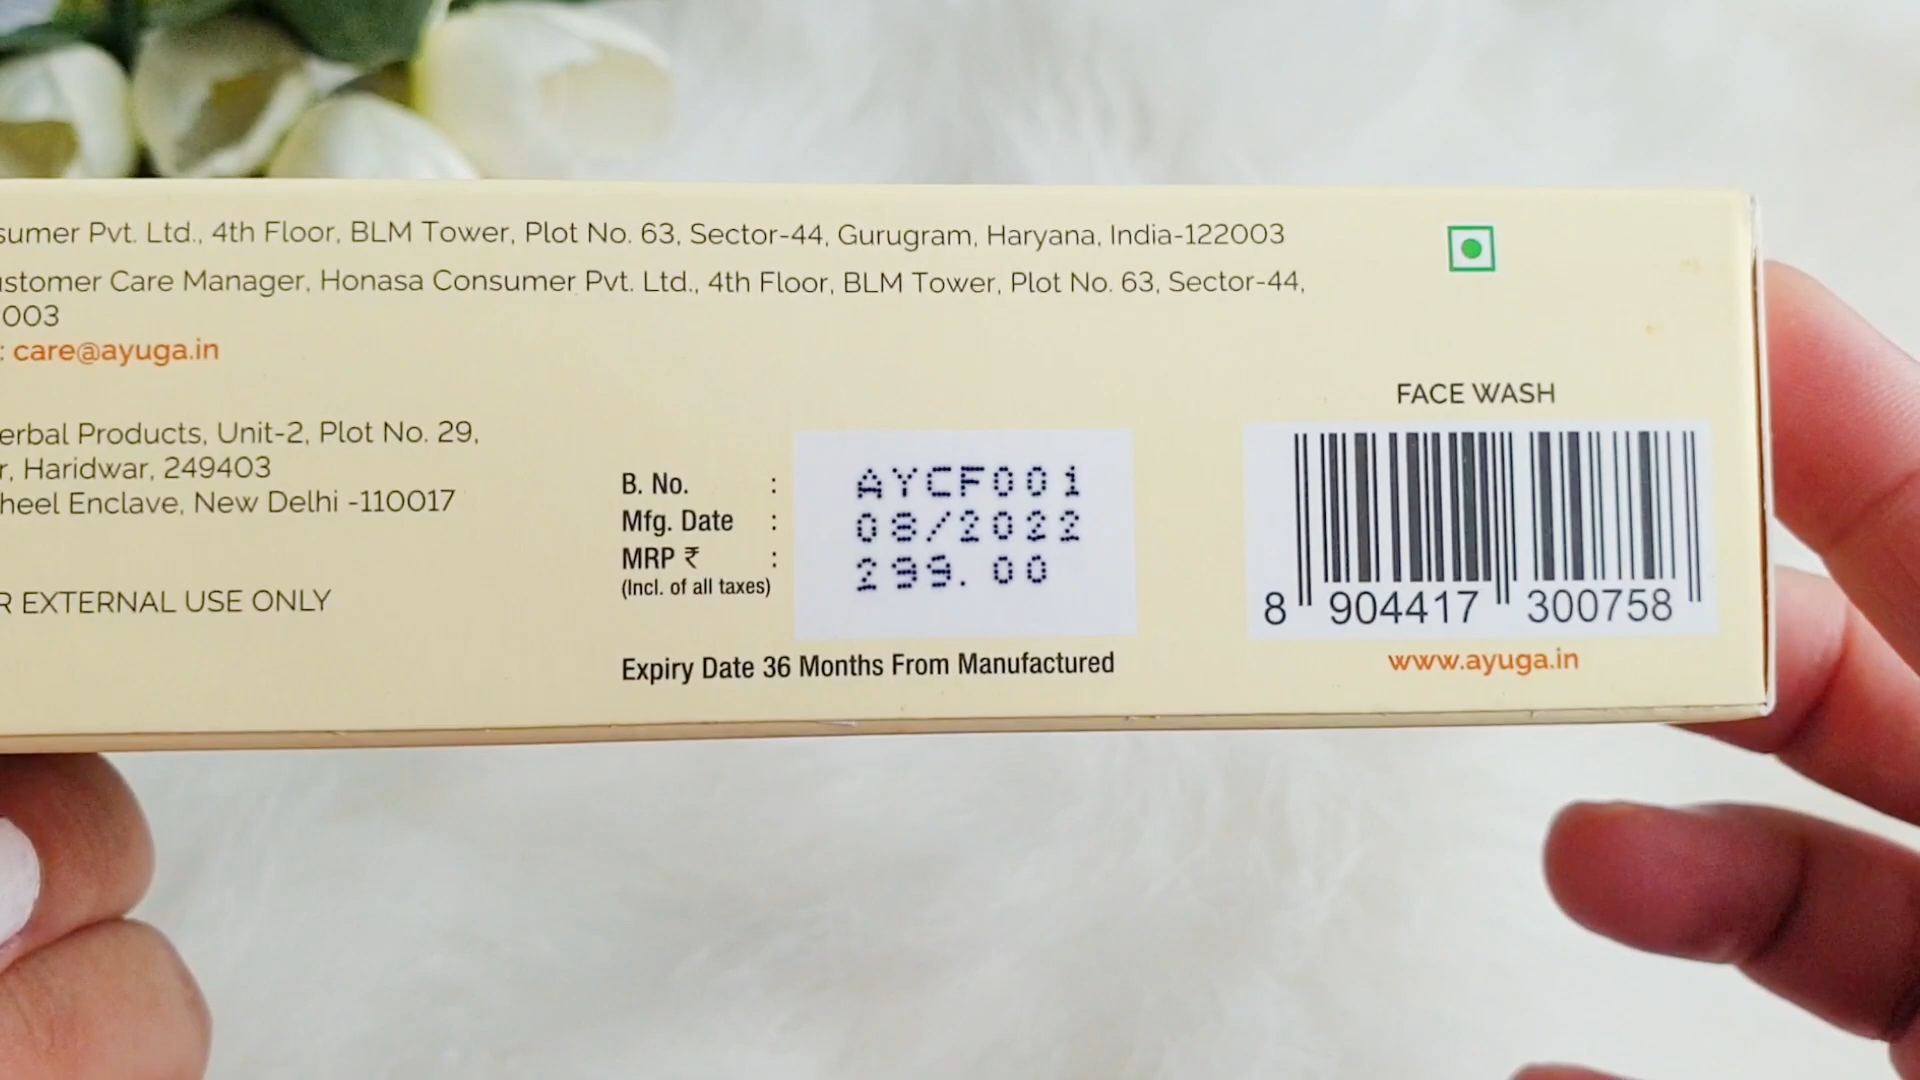 sumer Pvt. Ltd., 4th Floor, BLM Tower, Plot No. 63, Sector-44, Gurugram, Haryana, India-122003
ustomer Care Manager, Honasa Consumer Pvt. Ltd., 4th Floor, BLM Tower, Plot No. 63, Sector-44,
003
: care@ayuga.in
erbal Products, Unit-2, Plot No. 29,
r, Haridwar, 249403
heel Enclave, New Delhi -110017
R EXTERNAL USE ONLY
B. No. : AYCF001
Mfg. Date : 08/2022
MRP ₹ : 299.00
(Incl. of all taxes)
Expiry Date 36 Months From Manufactured
FACE WASH
8 904417 300758
www.ayuga.in